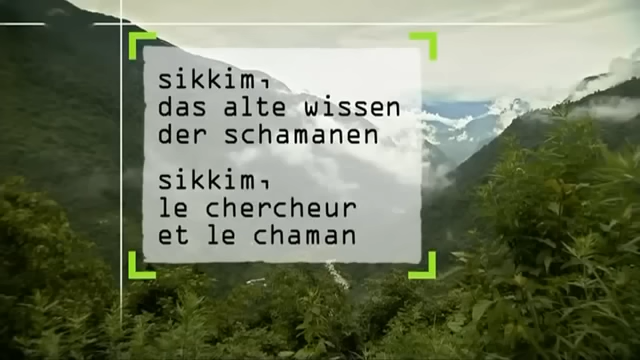 sikkim,
das alte wissen
der schamanen
sikkim,
le chercheur
et le chaman